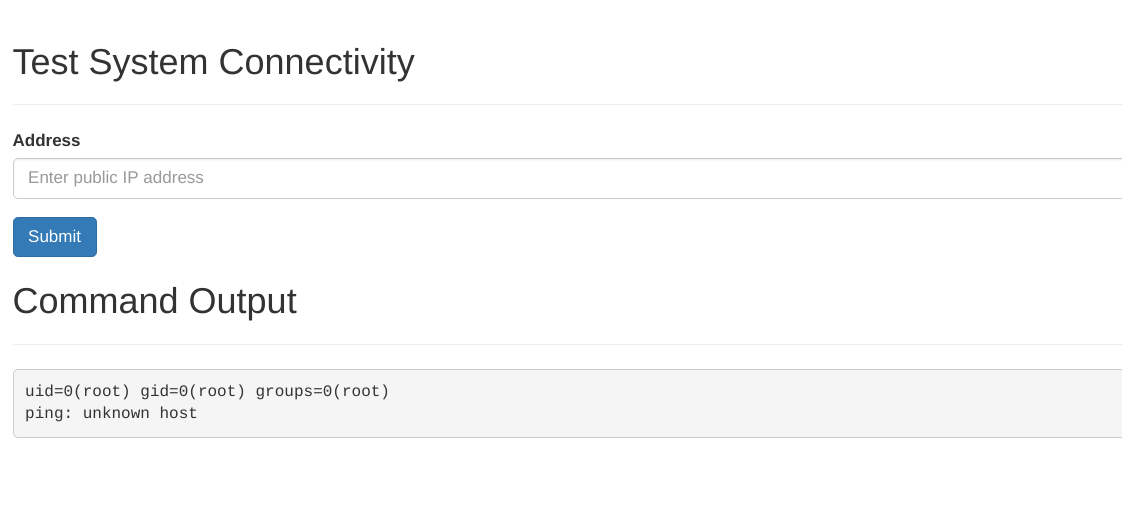 Test System Connectivity
Address
Enter public IP address
Submit
Command Output
uid=0(root) gid=0(root) groups=0(root)
ping: unknown host